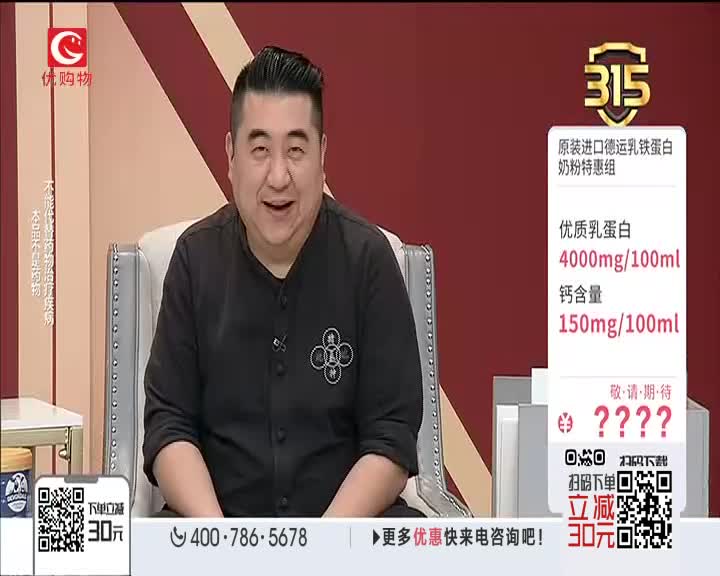 优购物
315
原装进口德运乳铁蛋白
奶粉特惠组
优质乳蛋白
4000mg/100ml
钙含量
150mg/100ml
敬·请·期·待
¥ ????
本品不是药物
不能代替药物治疗疾病
扫码下载
扫码下单
立减
30元
下单立减
30元
400·786·5678
更多优惠快来电咨询吧!